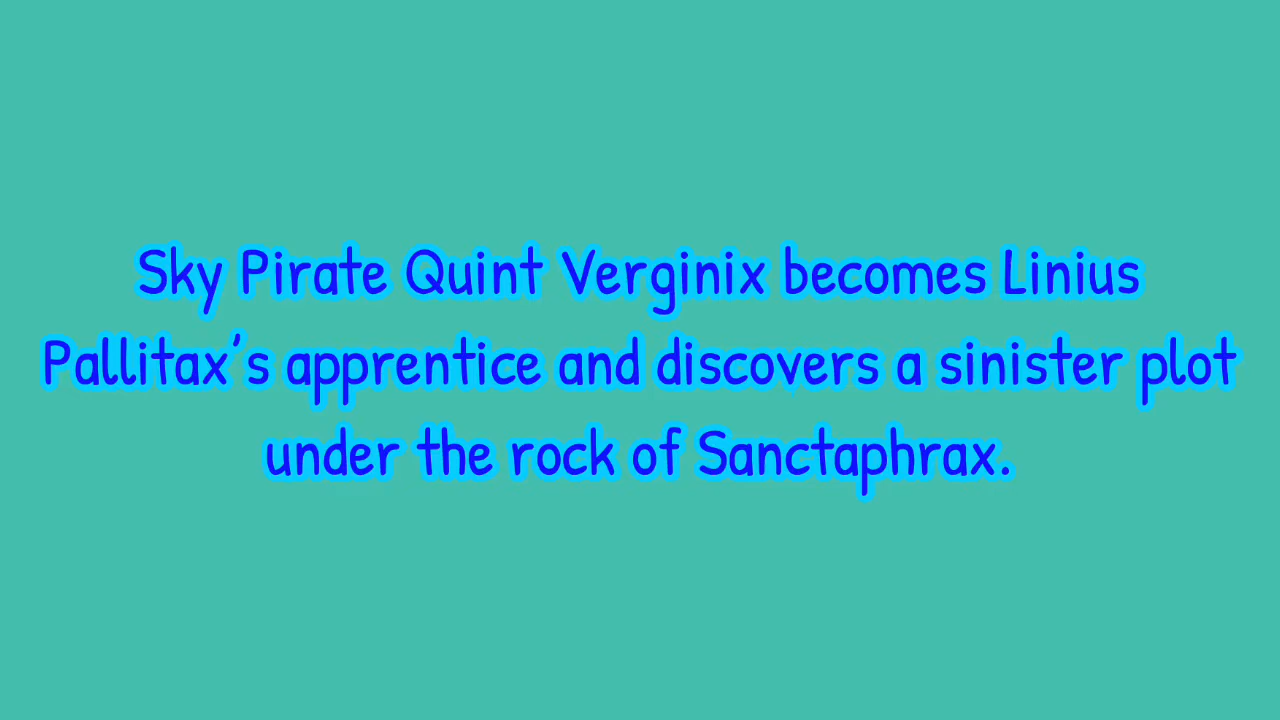 Sky Pirate Quint Verginix becomes Linius
Pallitax’s apprentice and discovers a sinister plot
under the rock of Sanctaphrax.